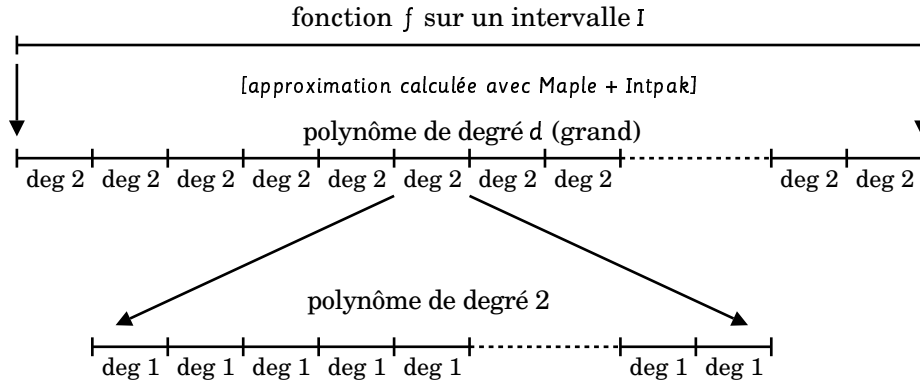 fonction f sur un intervalle I
[approximation calculée avec Maple + Intpak]
polynôme de degré d (grand)
deg 2 deg 2 deg 2 deg 2 deg 2 deg 2 deg 2 deg 2 deg 2 deg 2
polynôme de degré 2
deg 1 deg 1 deg 1 deg 1 deg 1 deg 1 deg 1